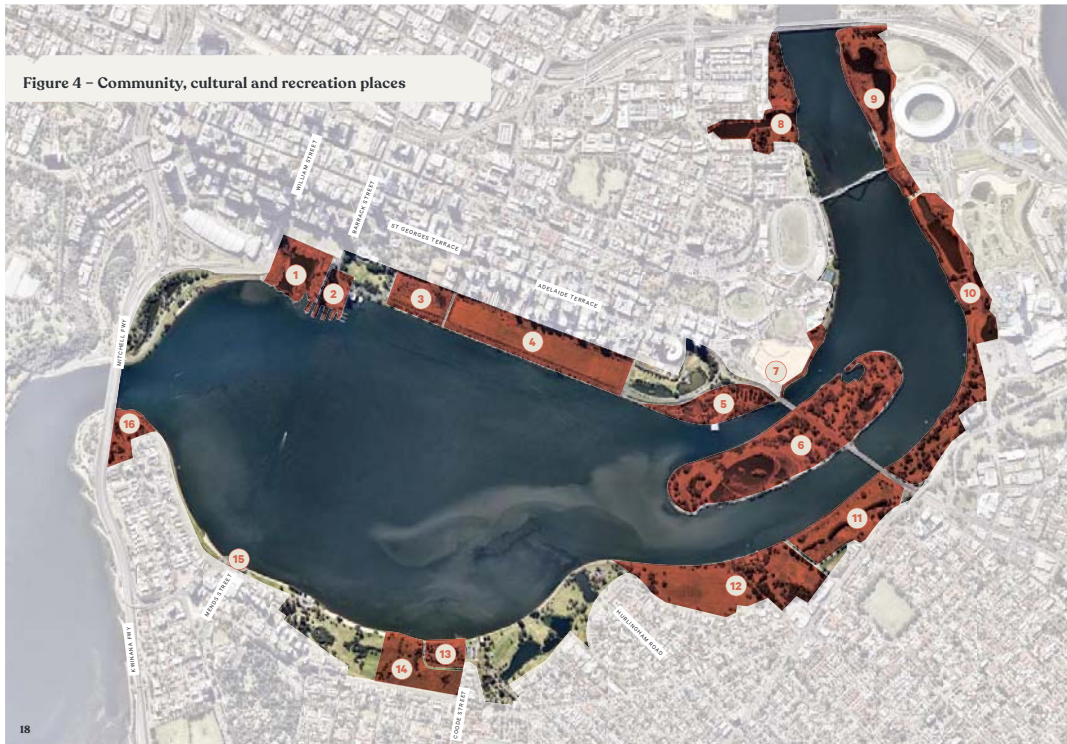 Figure 4 – Community, cultural and recreation places
WILLIAM STREET
BARRACK STREET
ST GEORGES TERRACE
ADELAIDE TERRACE
MITCHELL FWY
KWINANA FWY
MENDS STREET
COODE STREET
HURLINGHAM ROAD
1
2
3
4
5
6
7
8
9
10
11
12
13
14
15
16
18